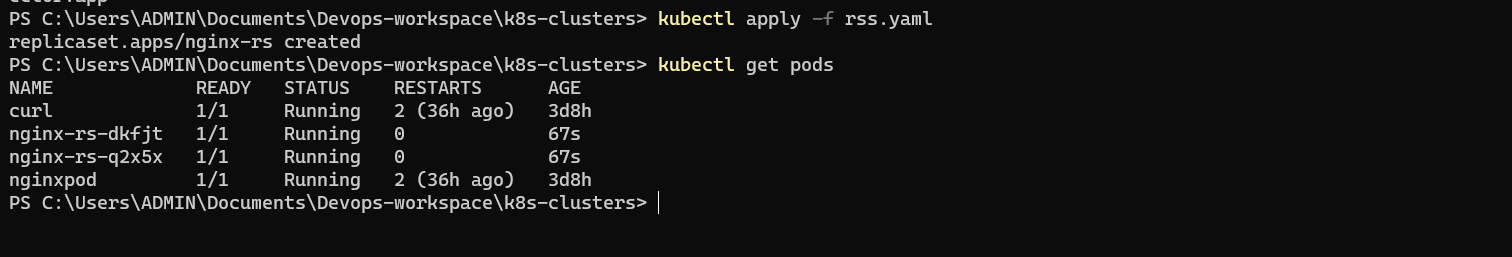 PS C:\Users\ADMIN\Documents\Devops-workspace\k8s-clusters> kubectl apply -f rss.yaml
replicaset.apps/nginx-rs created
PS C:\Users\ADMIN\Documents\Devops-workspace\k8s-clusters> kubectl get pods
NAME             READY   STATUS    RESTARTS      AGE
curl             1/1     Running   2 (36h ago)   3d8h
nginx-rs-dkfjt   1/1     Running   0             67s
nginx-rs-q2x5x   1/1     Running   0             67s
nginxpod         1/1     Running   2 (36h ago)   3d8h
PS C:\Users\ADMIN\Documents\Devops-workspace\k8s-clusters>